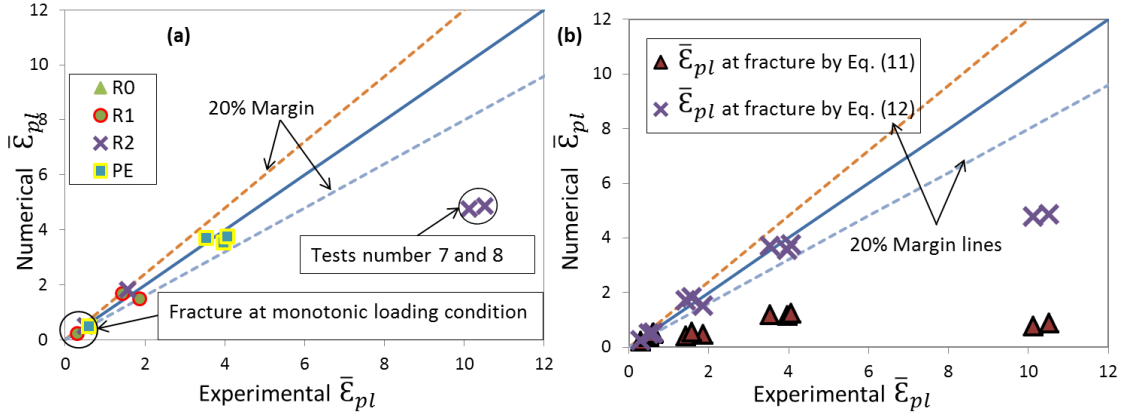 (a)
12
10
8
6
4
2
0
Numerical ε̄pl
R0
R1
R2
PE
20% Margin
Tests number 7 and 8
Fracture at monotonic loading condition
0 2 4 6 8 10 12
Experimental ε̄pl
(b)
12
10
8
6
4
2
0
Numerical ε̄pl
ε̄pl at fracture by Eq. (11)
ε̄pl at fracture by Eq. (12)
20% Margin lines
0 2 4 6 8 10 12
Experimental ε̄pl